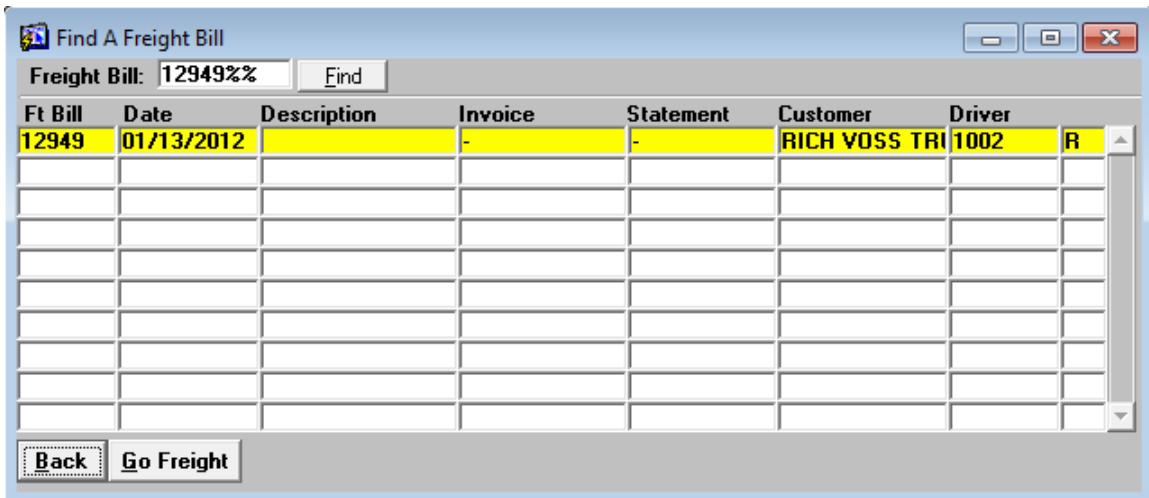 Find A Freight Bill
Freight Bill: 12949%% Find
Ft Bill Date Description Invoice Statement Customer Driver
12949 01/13/2012 - - RICH VOSS TRU 1002 R
Back Go Freight